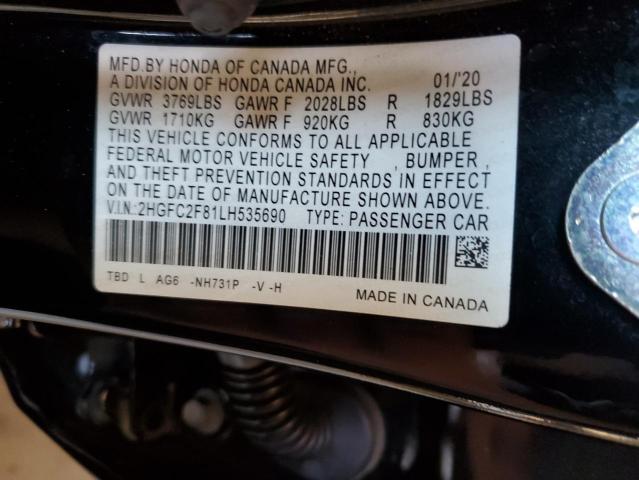 MFD.BY HONDA OF CANADA MFG.,
A DIVISION OF HONDA CANADA INC. 01/'20
GVWR 3769LBS GAWR F 2028LBS R 1829LBS
GVWR 1710KG GAWR F 920KG R 830KG
THIS VEHICLE CONFORMS TO ALL APPLICABLE
FEDERAL MOTOR VEHICLE SAFETY , BUMPER ,
AND THEFT PREVENTION STANDARDS IN EFFECT
ON THE DATE OF MANUFACTURE SHOWN ABOVE.
V.I.N.:2HGFC2F81LH535690 TYPE: PASSENGER CAR
TBD L AG6 -NH731P -V -H
MADE IN CANADA